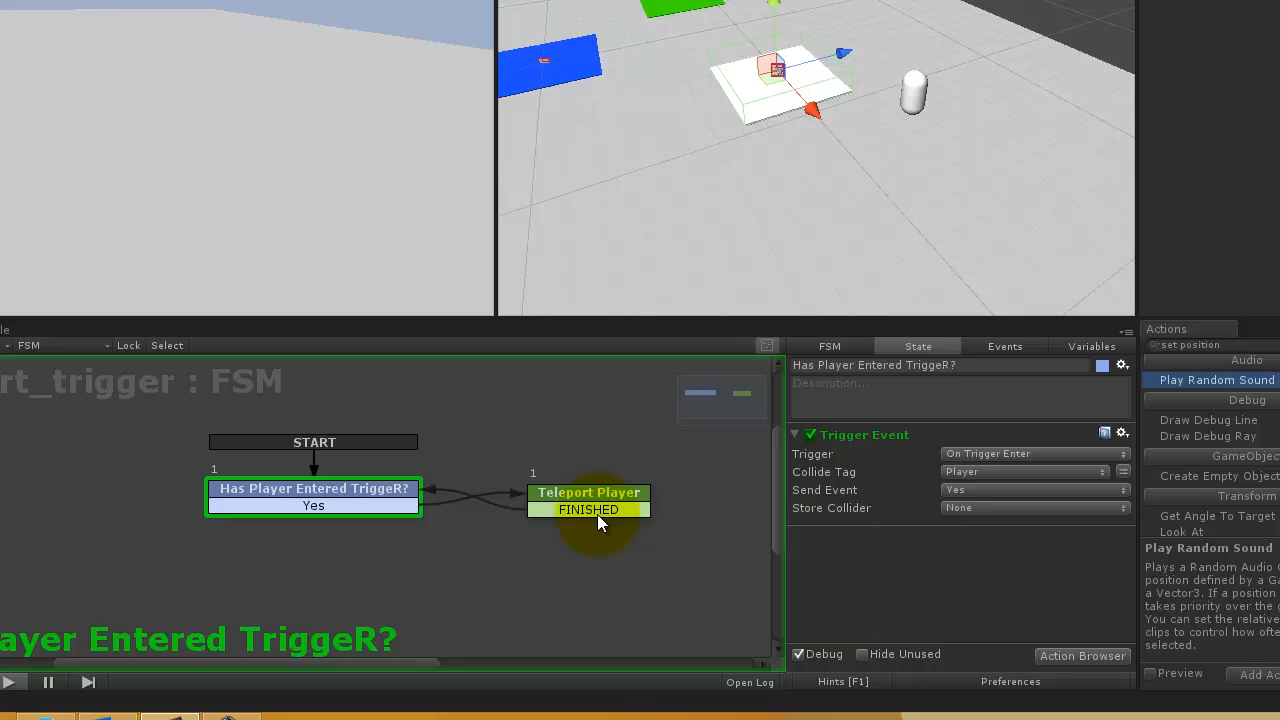 le
FSM
Lock
Select
rt_trigger : FSM
START
1
Has Player Entered TriggeR?
Yes
1
Teleport Player
FINISHED
ayer Entered TriggeR?
Open Log
FSM
State
Events
Variables
Has Player Entered TriggeR?
Description...
Trigger Event
Trigger
On Trigger Enter
Collide Tag
Player
Send Event
Yes
Store Collider
None
Debug
Hide Unused
Action Browser
Hints [F1]
Preferences
Actions
set position
Audio
Play Random Sound
Debug
Draw Debug Line
Draw Debug Ray
GameObjec
Create Empty Object
Transform
Get Angle To Target
Look At
Play Random Sound
Plays a Random Audio C
position defined by a Ga
a Vector3. If a position
takes priority over the g
You can set the relative
clips to control how ofte
selected.
Preview
Add Ac